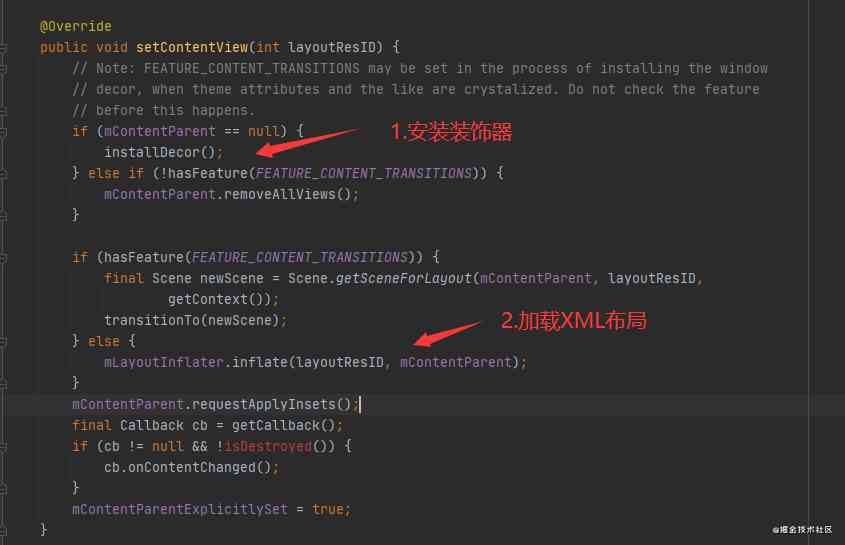 @Override
public void setContentView(int layoutResID) {
// Note: FEATURE_CONTENT_TRANSITIONS may be set in the process of installing the window
// decor, when theme attributes and the like are crystalized. Do not check the feature
// before this happens.
if (mContentParent == null) {
1.安装装饰器
installDecor();
} else if (!hasFeature(FEATURE_CONTENT_TRANSITIONS)) {
mContentParent.removeAllViews();
}
if (hasFeature(FEATURE_CONTENT_TRANSITIONS)) {
final Scene newScene = Scene.getSceneForLayout(mContentParent, layoutResID,
getContext());
transitionTo(newScene);
2.加载XML布局
} else {
mLayoutInflater.inflate(layoutResID, mContentParent);
}
mContentParent.requestApplyInsets();
final Callback cb = getCallback();
if (cb != null && !isDestroyed()) {
cb.onContentChanged();
}
mContentParentExplicitlySet = true;
}
@掘金技术社区